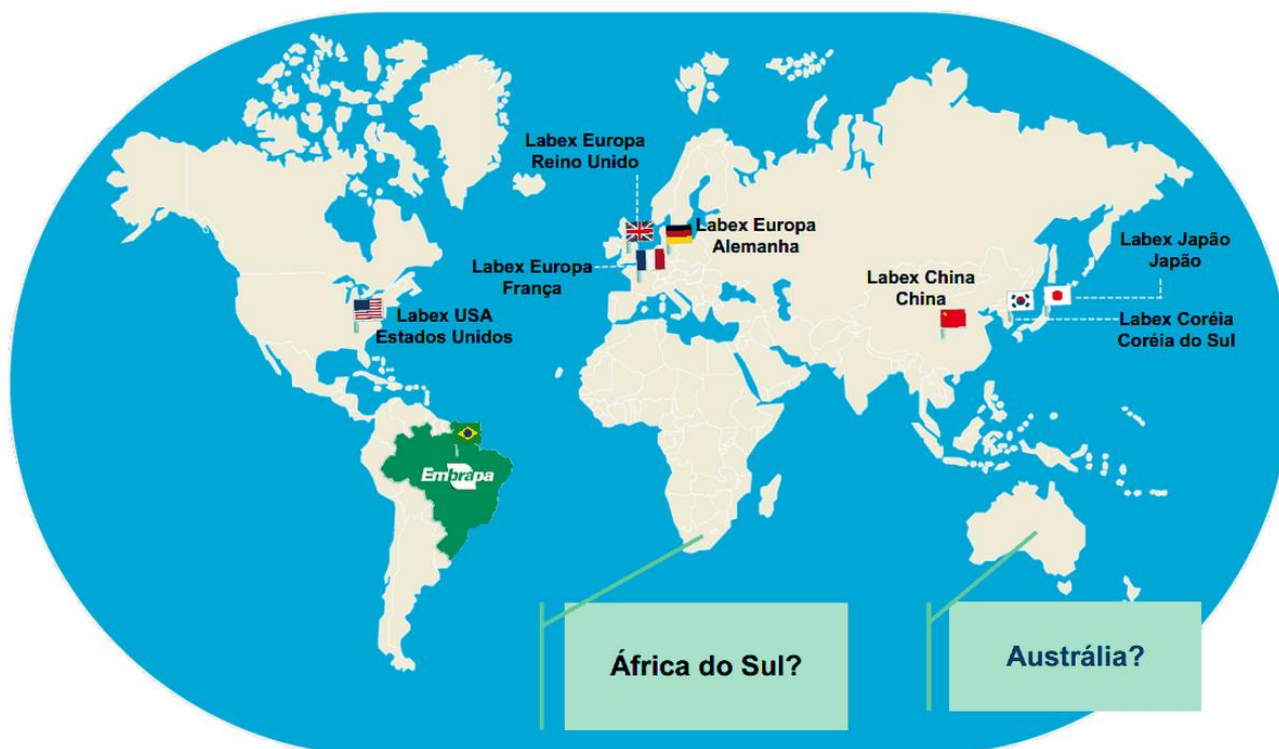 Labex Europa
Reino Unido
Labex Europa
Alemanha
Labex Europa
França
Labex USA
Estados Unidos
Labex China
China
Labex Japão
Japão
Labex Coréia
Coréia do Sul
Embrapa
África do Sul?
Austrália?